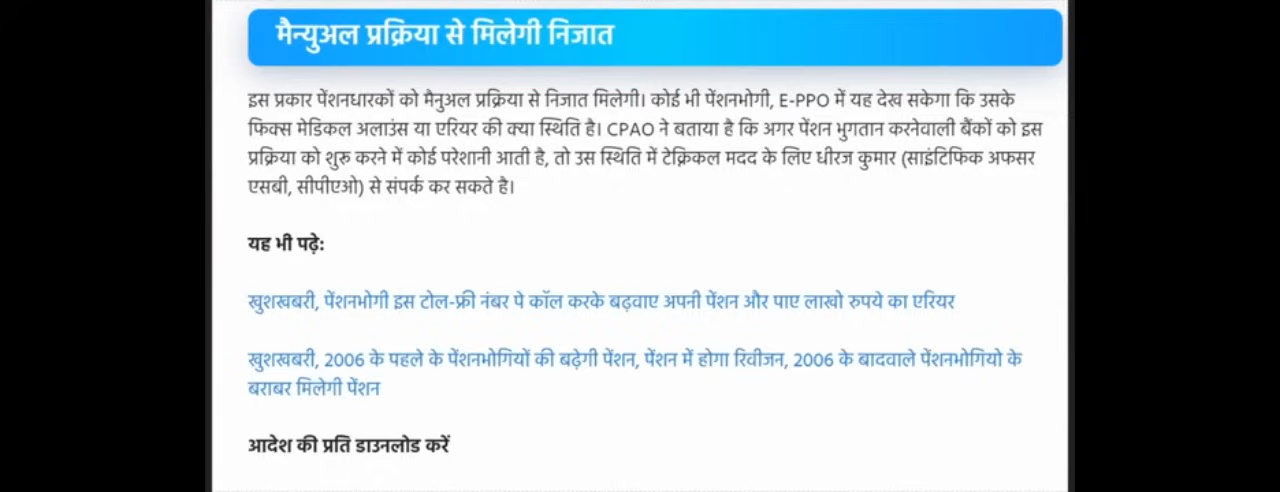 मैन्युअल प्रक्रिया से मिलेगी निजात
इस प्रकार पेंशनधारकों को मैनुअल प्रक्रिया से निजात मिलेगी। कोई भी पेंशनभोगी, E-PPO में यह देख सकेगा कि उसके
फिक्स मेडिकल अलाउंस या एरियर की क्या स्थिति है। CPAO ने बताया है कि अगर पेंशन भुगतान करनेवाली बैंकों को इस
प्रक्रिया को शुरू करने में कोई परेशानी आती है, तो उस स्थिति में टेक्निकल मदद के लिए धीरज कुमार (साइंटिफिक अफसर
एसबी, सीपीएओ) से संपर्क कर सकते है।
यह भी पढ़े:
खुशखबरी, पेंशनभोगी इस टोल-फ्री नंबर पे कॉल करके बढ़वाए अपनी पेंशन और पाए लाखो रुपये का एरियर
खुशखबरी, 2006 के पहले के पेंशनभोगियों की बढ़ेगी पेंशन, पेंशन में होगा रिवीजन, 2006 के बादवाले पेंशनभोगियो के
बराबर मिलेगी पेंशन
आदेश की प्रति डाउनलोड करें